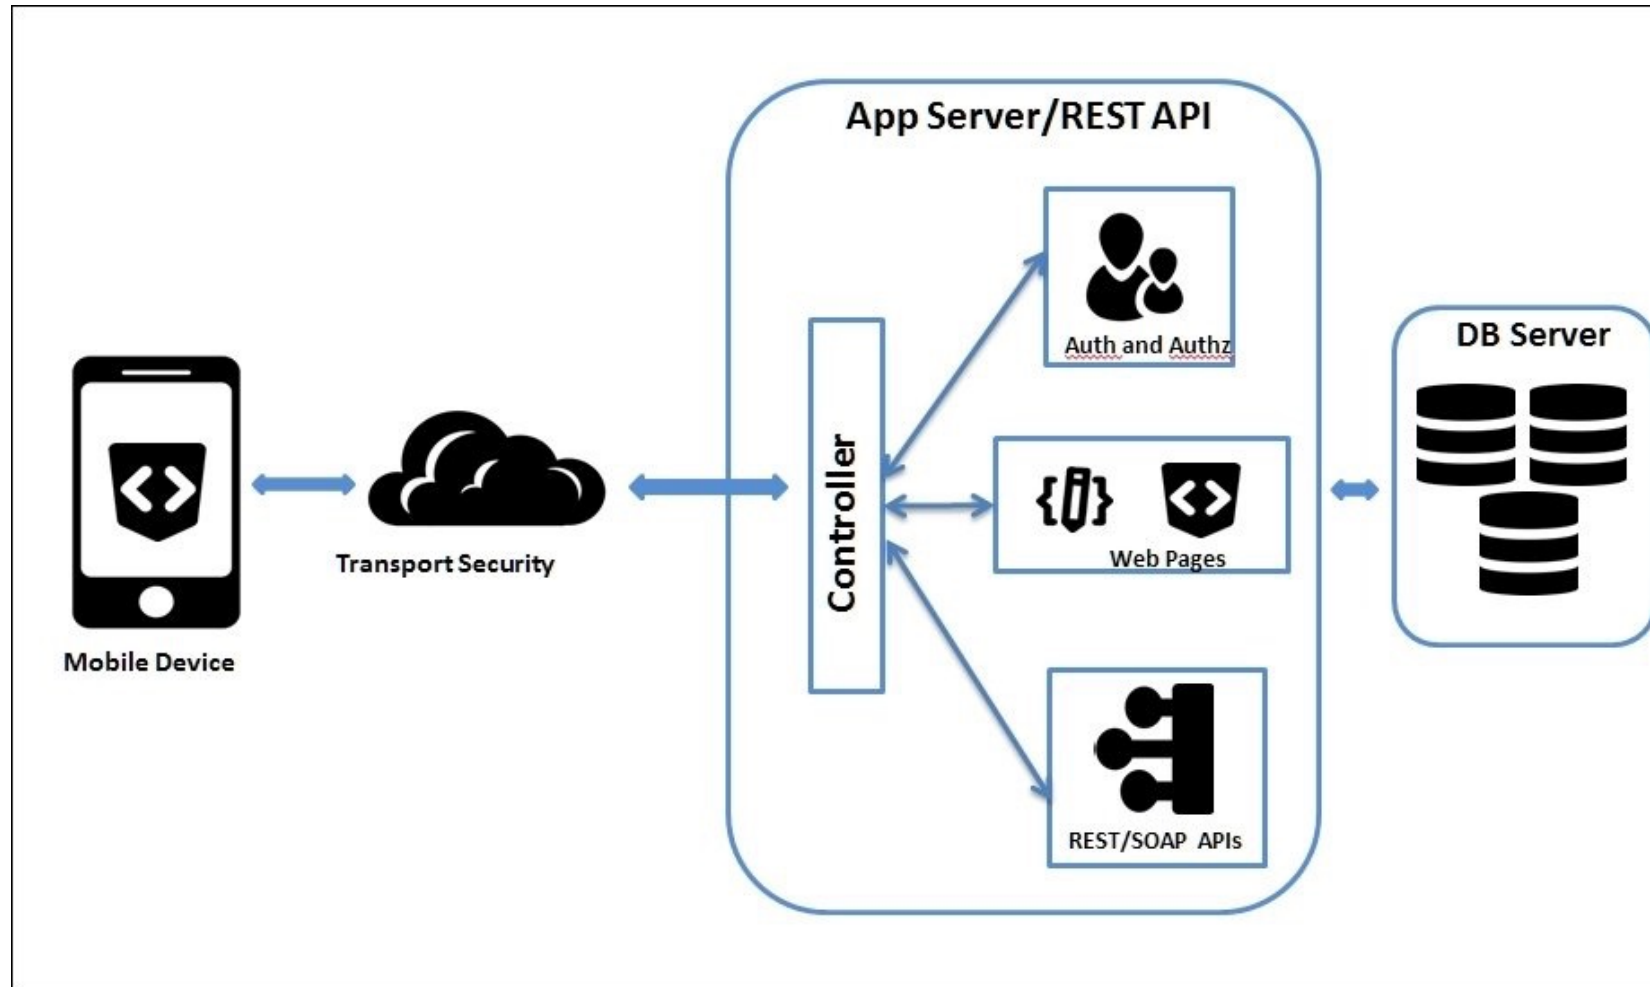 App Server/REST API
Auth and Authz
DB Server
Controller
Web Pages
Transport Security
Mobile Device
REST/SOAP APIs